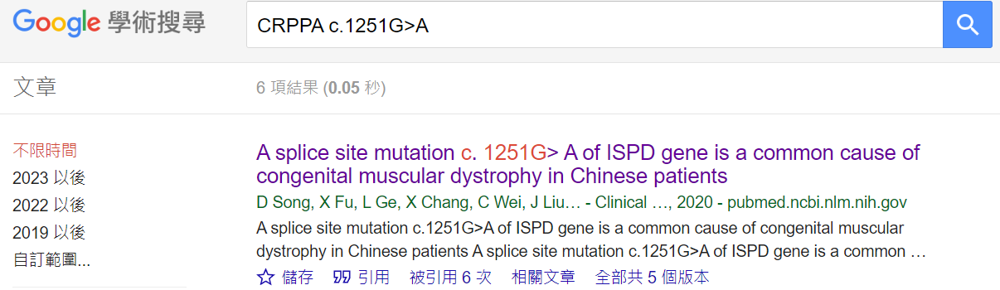 Google 學術搜尋
CRPPA c.1251G>A
文章
6 項結果 (0.05 秒)
不限時間
2023 以後
2022 以後
2019 以後
自訂範圍...
A splice site mutation c. 1251G> A of ISPD gene is a common cause of
congenital muscular dystrophy in Chinese patients
D Song, X Fu, L Ge, X Chang, C Wei, J Liu… - Clinical …, 2020 - pubmed.ncbi.nlm.nih.gov
A splice site mutation c.1251G>A of ISPD gene is a common cause of congenital muscular
dystrophy in Chinese patients A splice site mutation c.1251G>A of ISPD gene is a common …
儲存 引用 被引用 6 次 相關文章 全部共 5 個版本